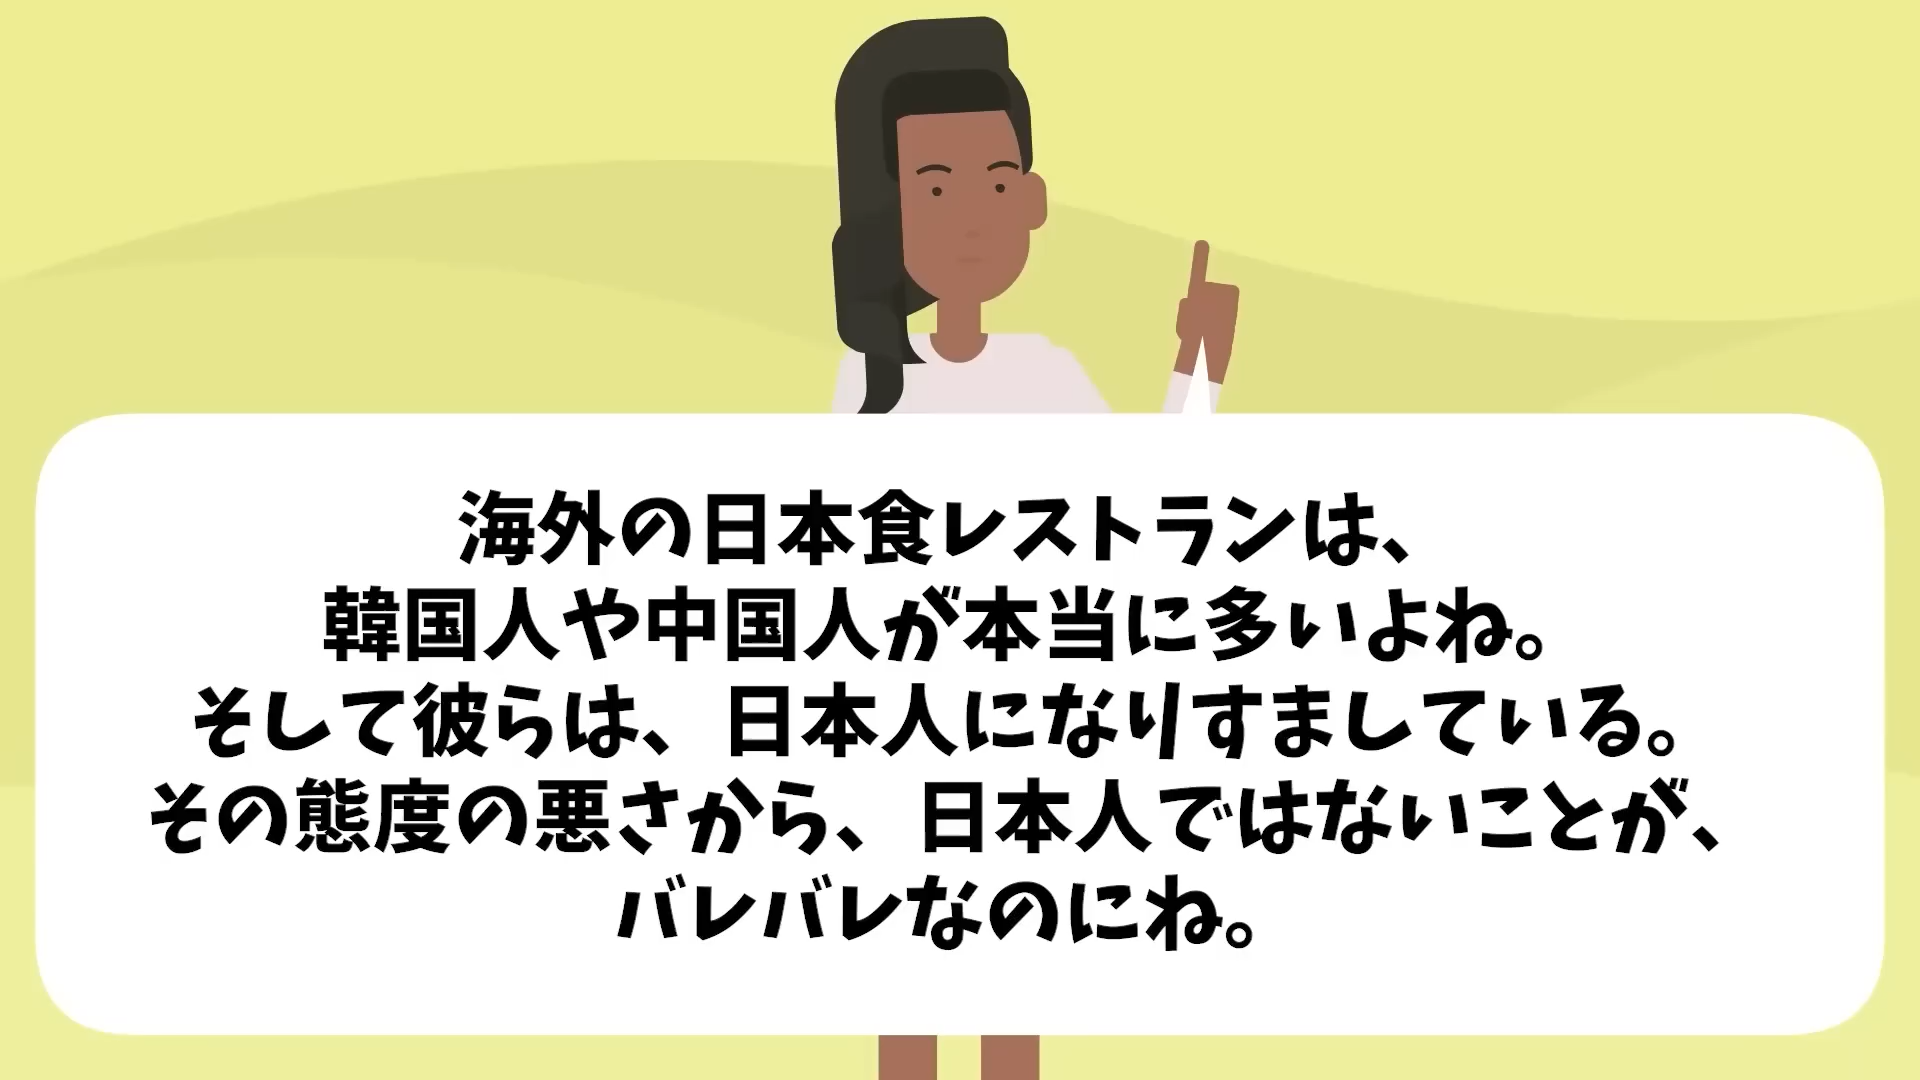 海外の日本食レストランは、
韓国人や中国人が本当に多いよね。
そして彼らは、日本人になりすましている。
その態度の悪さから、日本人ではないことが、
バレバレなのにね。